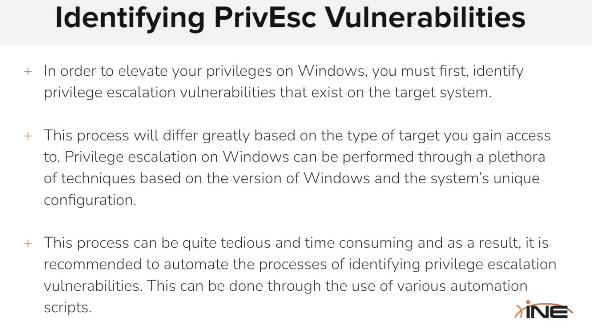 Identifying PrivEsc Vulnerabilities
+ In order to elevate your privileges on Windows, you must first, identify
privilege escalation vulnerabilities that exist on the target system.
+ This process will differ greatly based on the type of target you gain access
to. Privilege escalation on Windows can be performed through a plethora
of techniques based on the version of Windows and the system's unique
configuration.
+ This process can be quite tedious and time consuming and as a result, it is
recommended to automate the processes of identifying privilege escalation
vulnerabilities. This can be done through the use of various automation
scripts.
INE